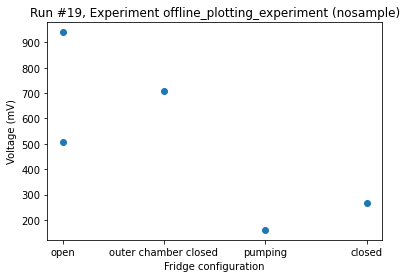 Run #19, Experiment offline_plotting_experiment (nosample)
Voltage (mV)
900
800
700
600
500
400
300
200
open outer chamber closed pumping closed
Fridge configuration